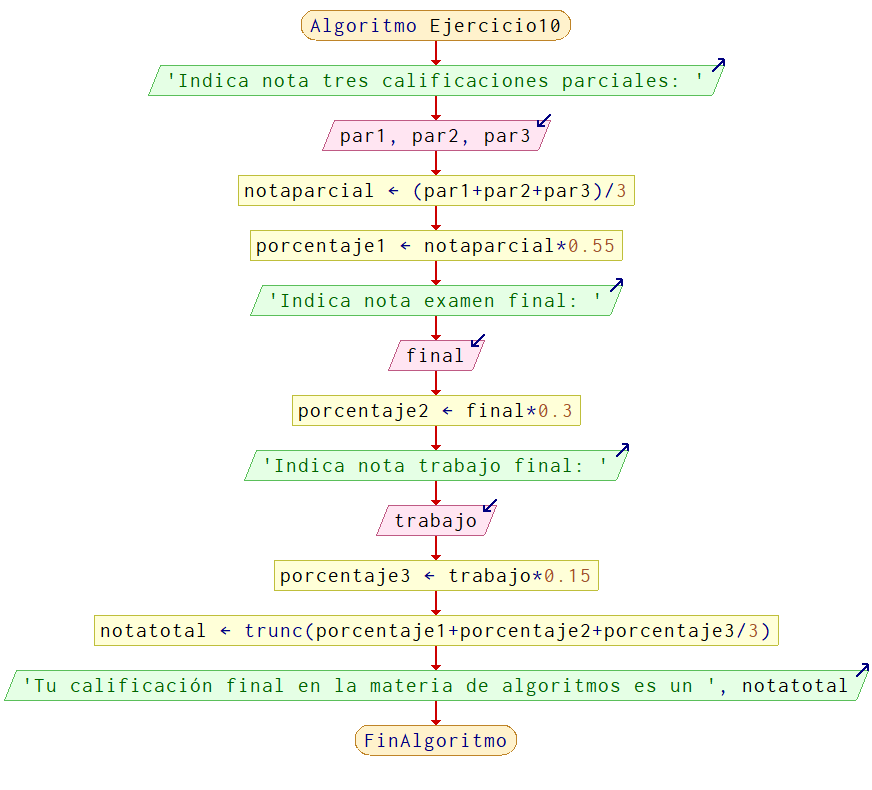 Algoritmo Ejercicio10
'Indica nota tres calificaciones parciales: '
par1, par2, par3
notaparcial ← (par1+par2+par3)/3
porcentaje1 ← notaparcial*0.55
'Indica nota examen final: '
final
porcentaje2 ← final*0.3
'Indica nota trabajo final: '
trabajo
porcentaje3 ← trabajo*0.15
notatotal ← trunc(porcentaje1+porcentaje2+porcentaje3/3)
'Tu calificación final en la materia de algoritmos es un ', notatotal
FinAlgoritmo